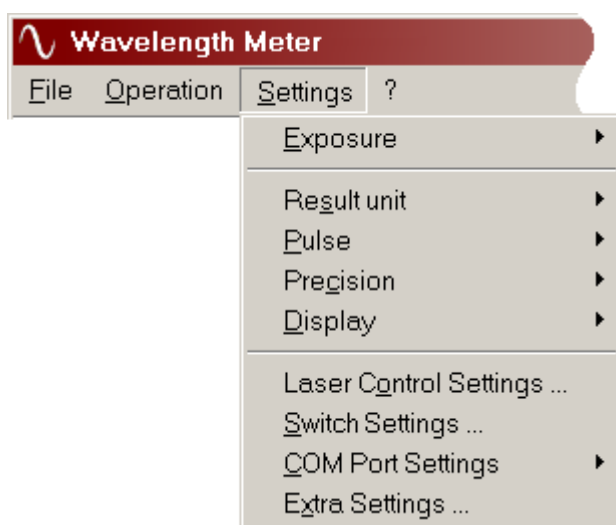 Wavelength Meter
File Operation Settings ?
Exposure
Result unit
Pulse
Precision
Display
Laser Control Settings ...
Switch Settings ...
COM Port Settings
Extra Settings ...